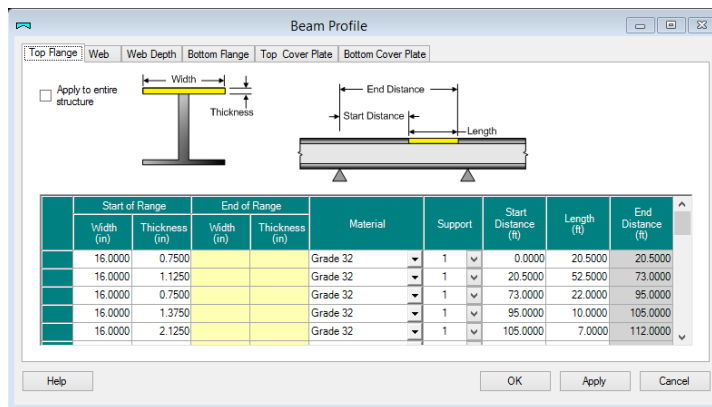 Beam Profile
Top Flange Web Web Depth Bottom Flange Top Cover Plate Bottom Cover Plate
Apply to entire structure
Width
Thickness
End Distance
Start Distance
Length
Start of Range End of Range
Width (in) Thickness (in) Width (in) Thickness (in) Material Support Start Distance (ft) Length (ft) End Distance (ft)
16.0000 0.7500 Grade 32 1 0.0000 20.5000 20.5000
16.0000 1.1250 Grade 32 1 20.5000 52.5000 73.0000
16.0000 0.7500 Grade 32 1 73.0000 22.0000 95.0000
16.0000 1.3750 Grade 32 1 95.0000 10.0000 105.0000
16.0000 2.1250 Grade 32 1 105.0000 7.0000 112.0000
Help OK Apply Cancel